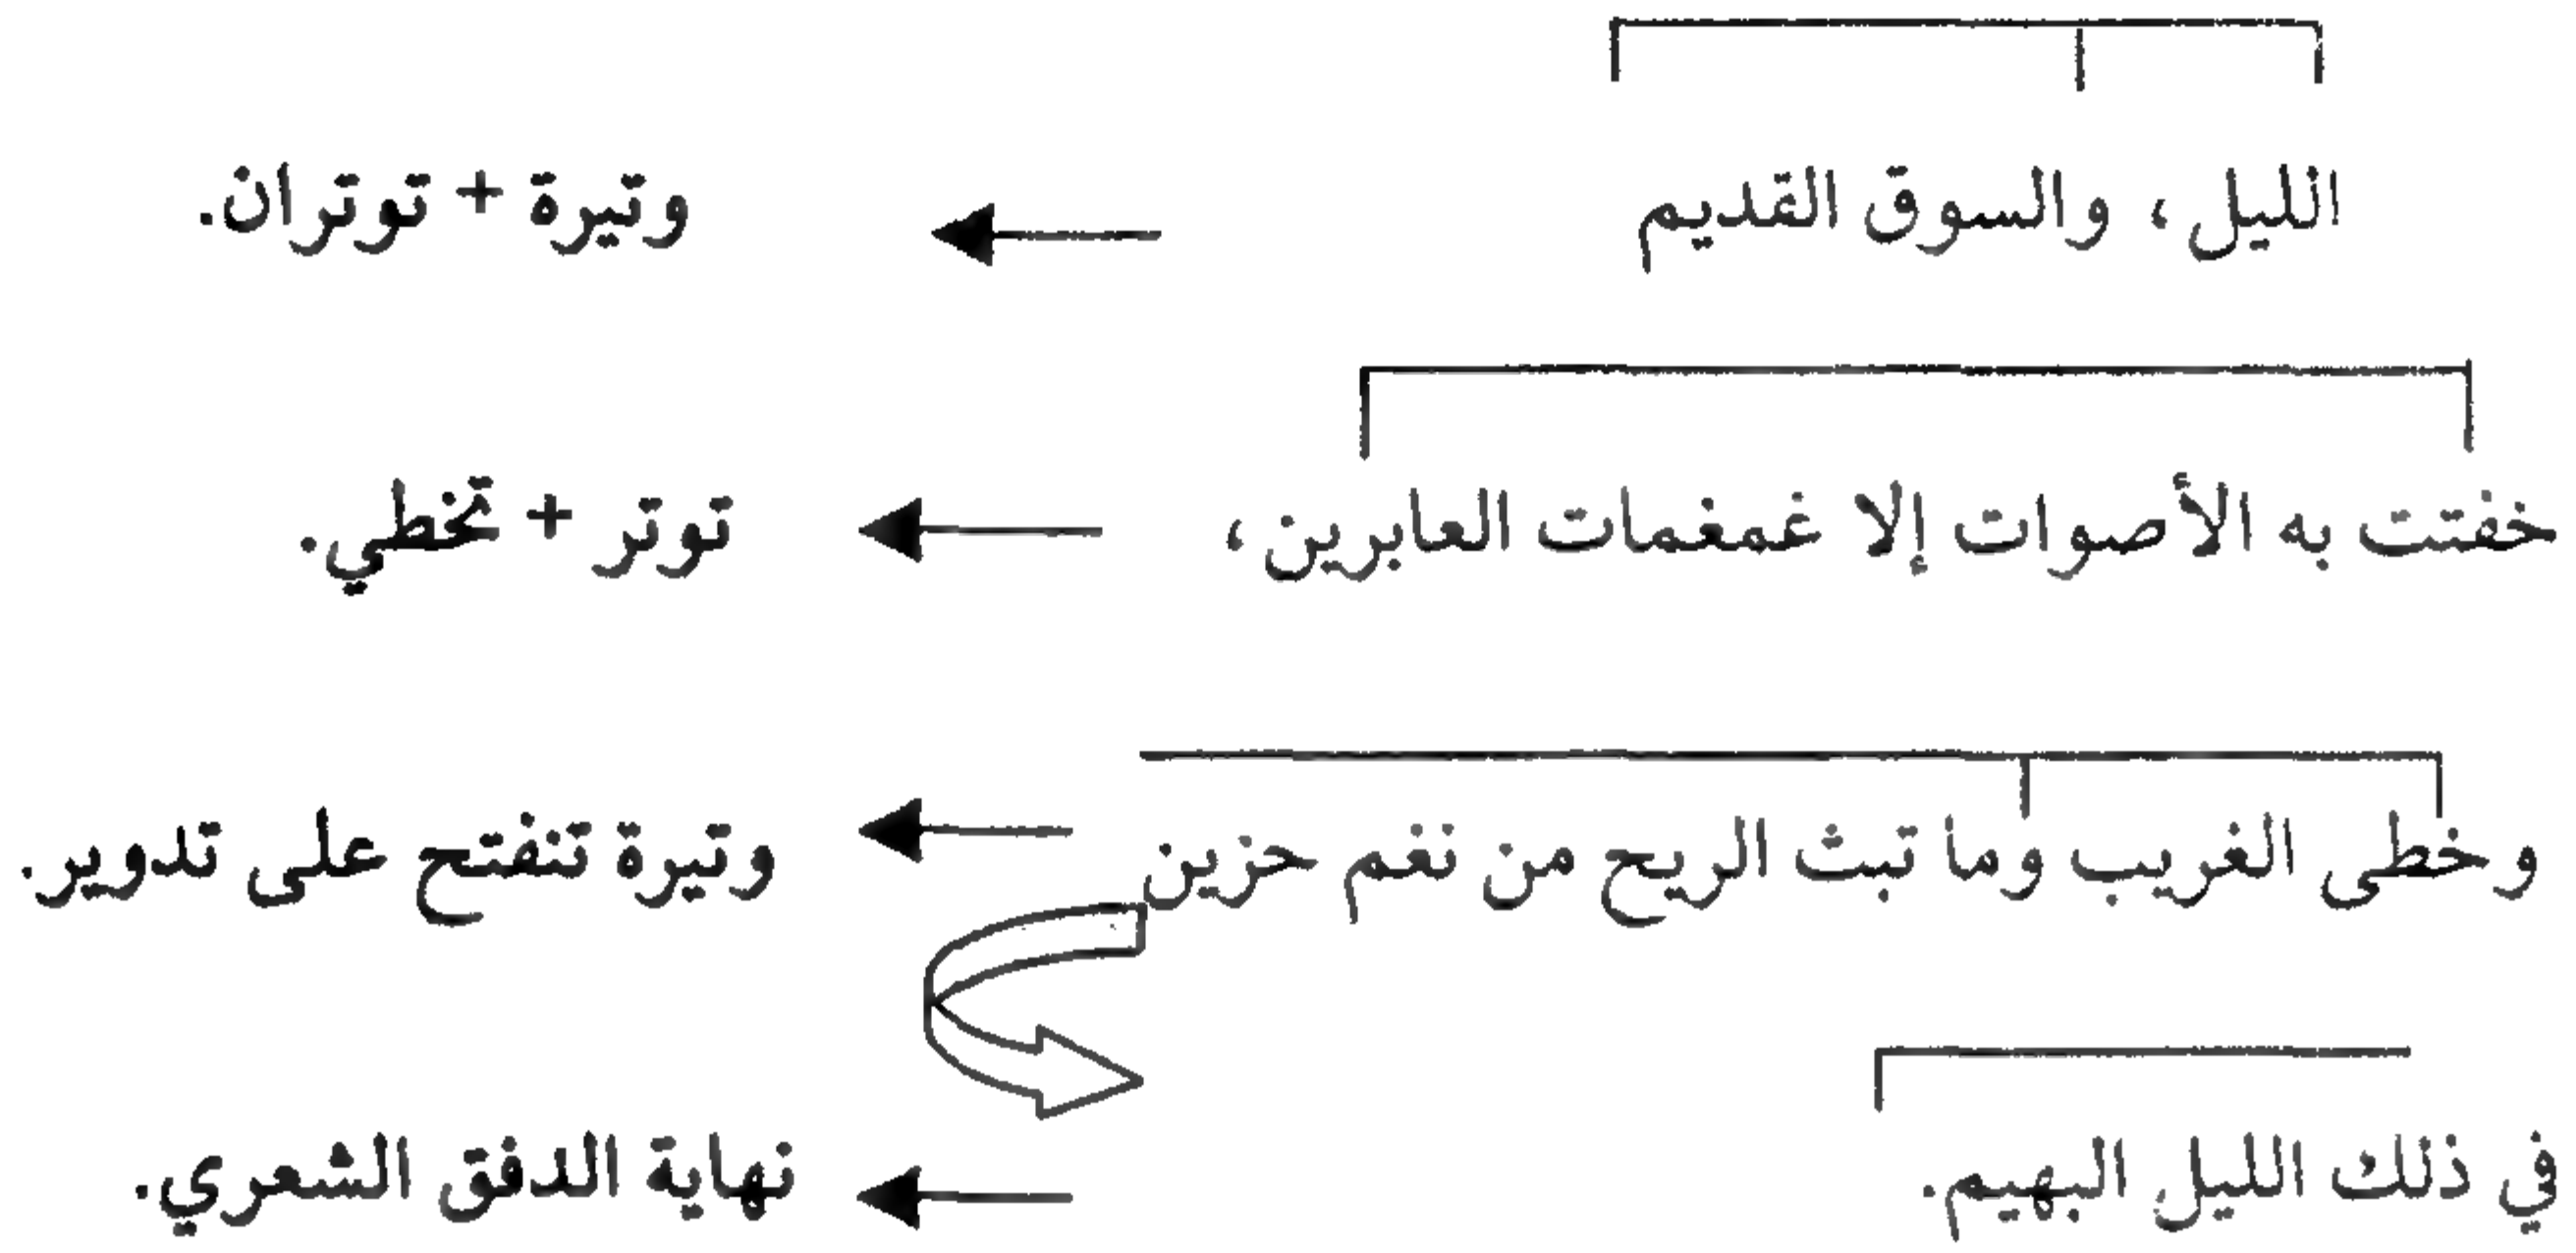 الليل، والسوق القديم وتيرة + توتران.
خفتت به الأصوات إلا غمغمات العابرين، توتر + تخطي.
وخطى الغريب وما تبث الريح من نغم حزين وتيرة تنفتح على تدوير.
في ذلك الليل البهيم. نهاية الدفق الشعري.